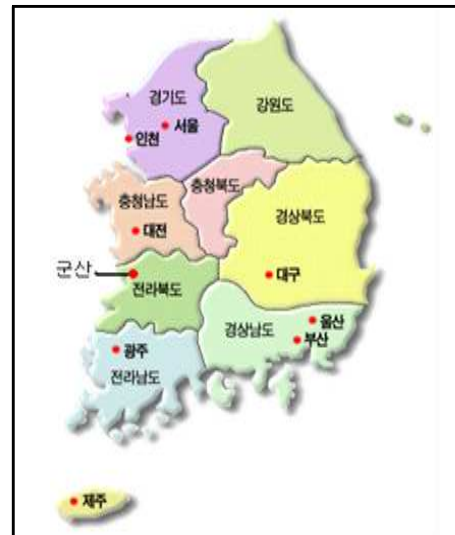 경기도
강원도
서울
인천
충청북도
충청남도
경상북도
대전
군산
대구
전라북도
울산
경상남도
부산
광주
전라남도
제주